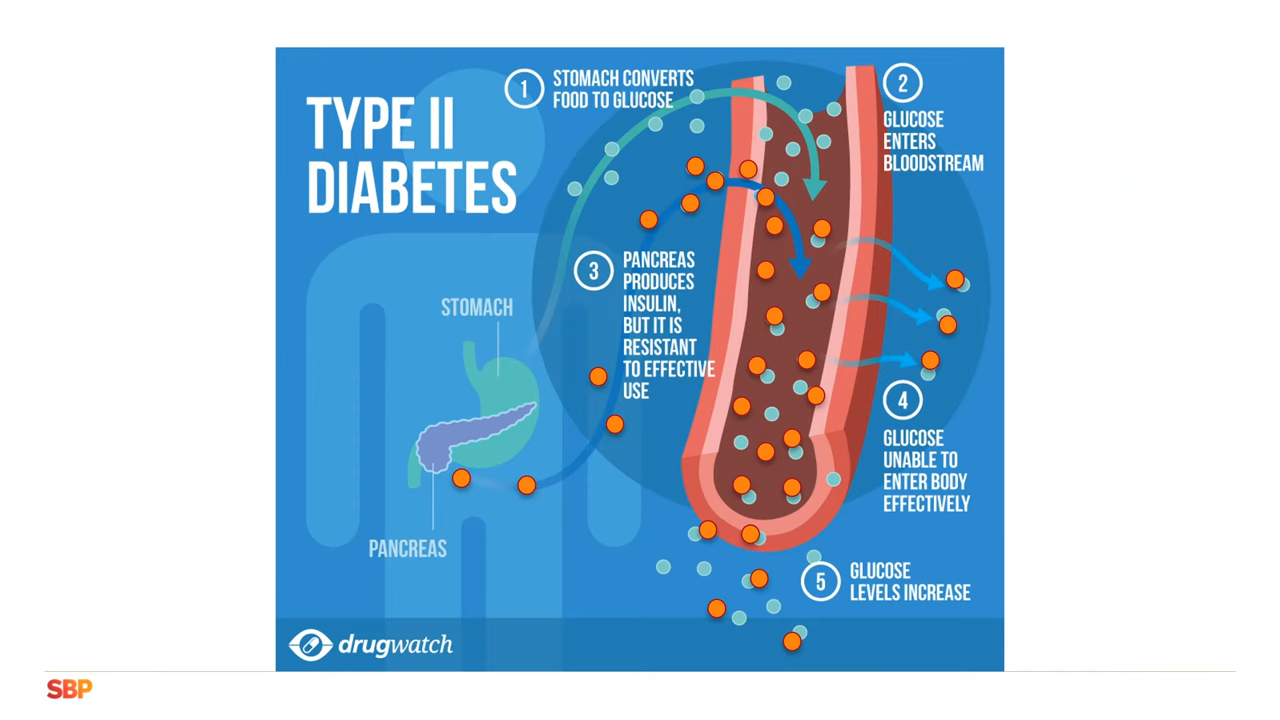 TYPE II
DIABETES
1
STOMACH CONVERTS
FOOD TO GLUCOSE
2
GLUCOSE
ENTERS
BLOODSTREAM
3
PANCREAS
PRODUCES
INSULIN,
BUT IT IS
RESISTANT
TO EFFECTIVE
USE
STOMACH
PANCREAS
4
GLUCOSE
UNABLE TO
ENTER BODY
EFFECTIVELY
5
GLUCOSE
LEVELS INCREASE
drugwatch
SBP